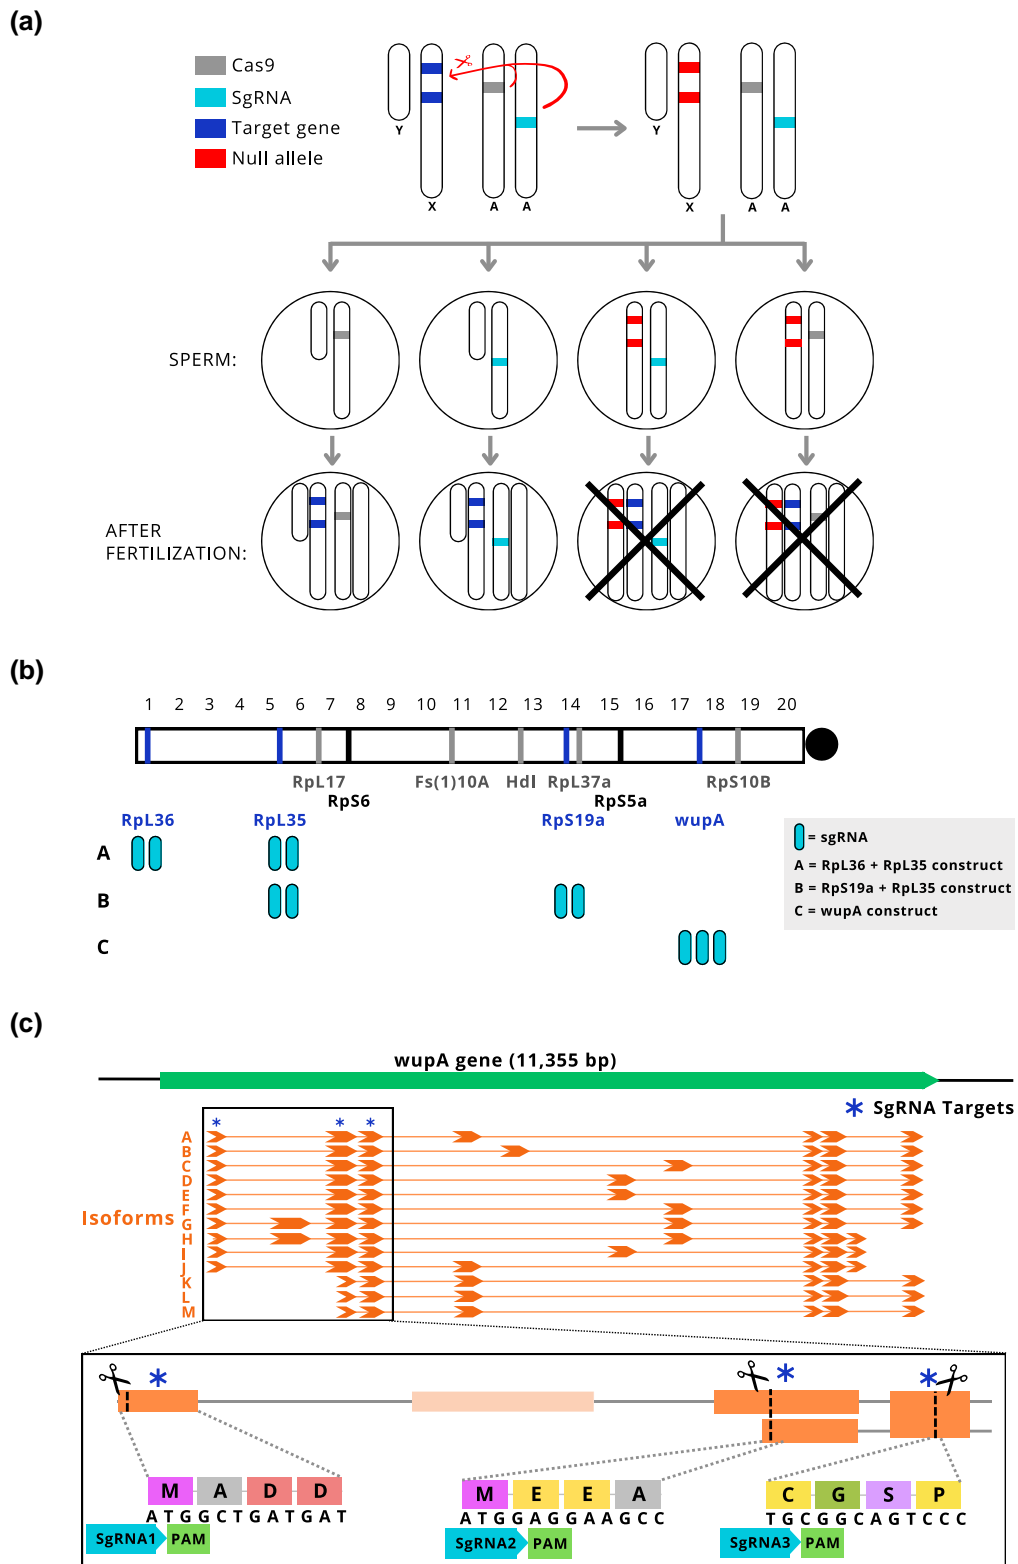 (a)
Cas9
SgRNA
Target gene
Null allele
Y
X
A
A
Y
X
A
A
SPERM:
AFTER
FERTILIZATION:
(b)
1 2 3 4 5 6 7 8 9 10 11 12 13 14 15 16 17 18 19 20
RpL17 Fs(1)10A Hdl RpL37a RpS10B
RpS6 RpS5a
RpL36 RpL35 RpS19a wupA
A
B
C
= sgRNA
A = RpL36 + RpL35 construct
B = RpS19a + RpL35 construct
C = wupA construct
(c)
wupA gene (11,355 bp)
* SgRNA Targets
* * *
Isoforms
A
B
C
D
E
F
G
H
I
J
K
L
M
* * *
M A D D M E E A C G S P
ATGGCTGATGAT ATGGAGGAAGCC TGCGGCAGTCCC
SgRNA1 PAM SgRNA2 PAM SgRNA3 PAM